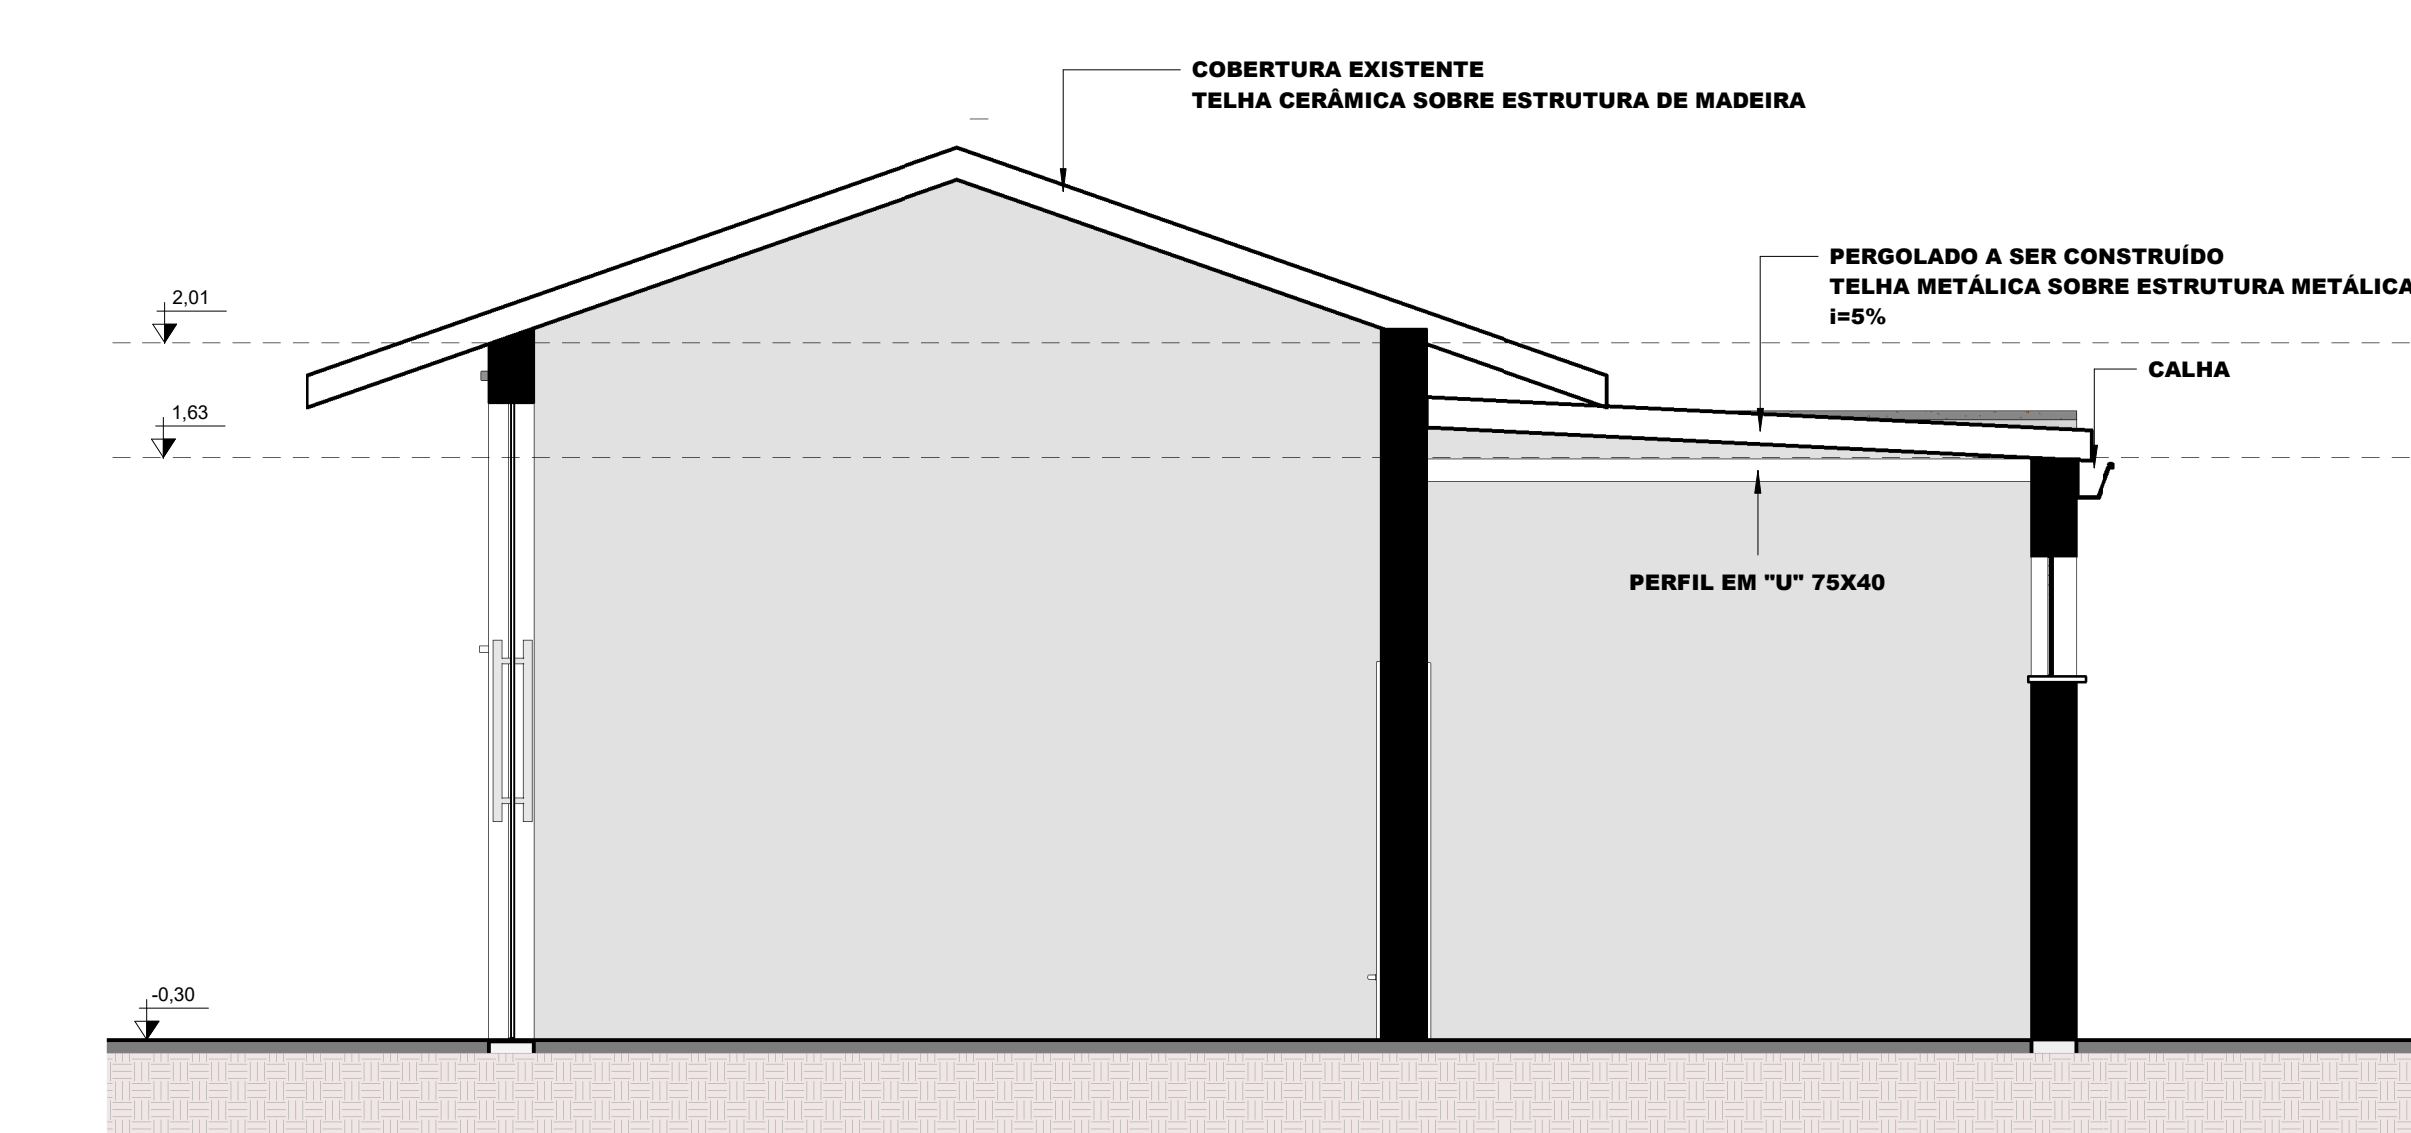 COBERTURA EXISTENTE
TELHA CERÂMICA SOBRE ESTRUTURA DE MADEIRA
PERGOLADO A SER CONSTRUÍDO
TELHA METÁLICA SOBRE ESTRUTURA METÁLICA
i=5%
2,01
CALHA
1,63
PERFIL EM "U" 75X40
-0,30